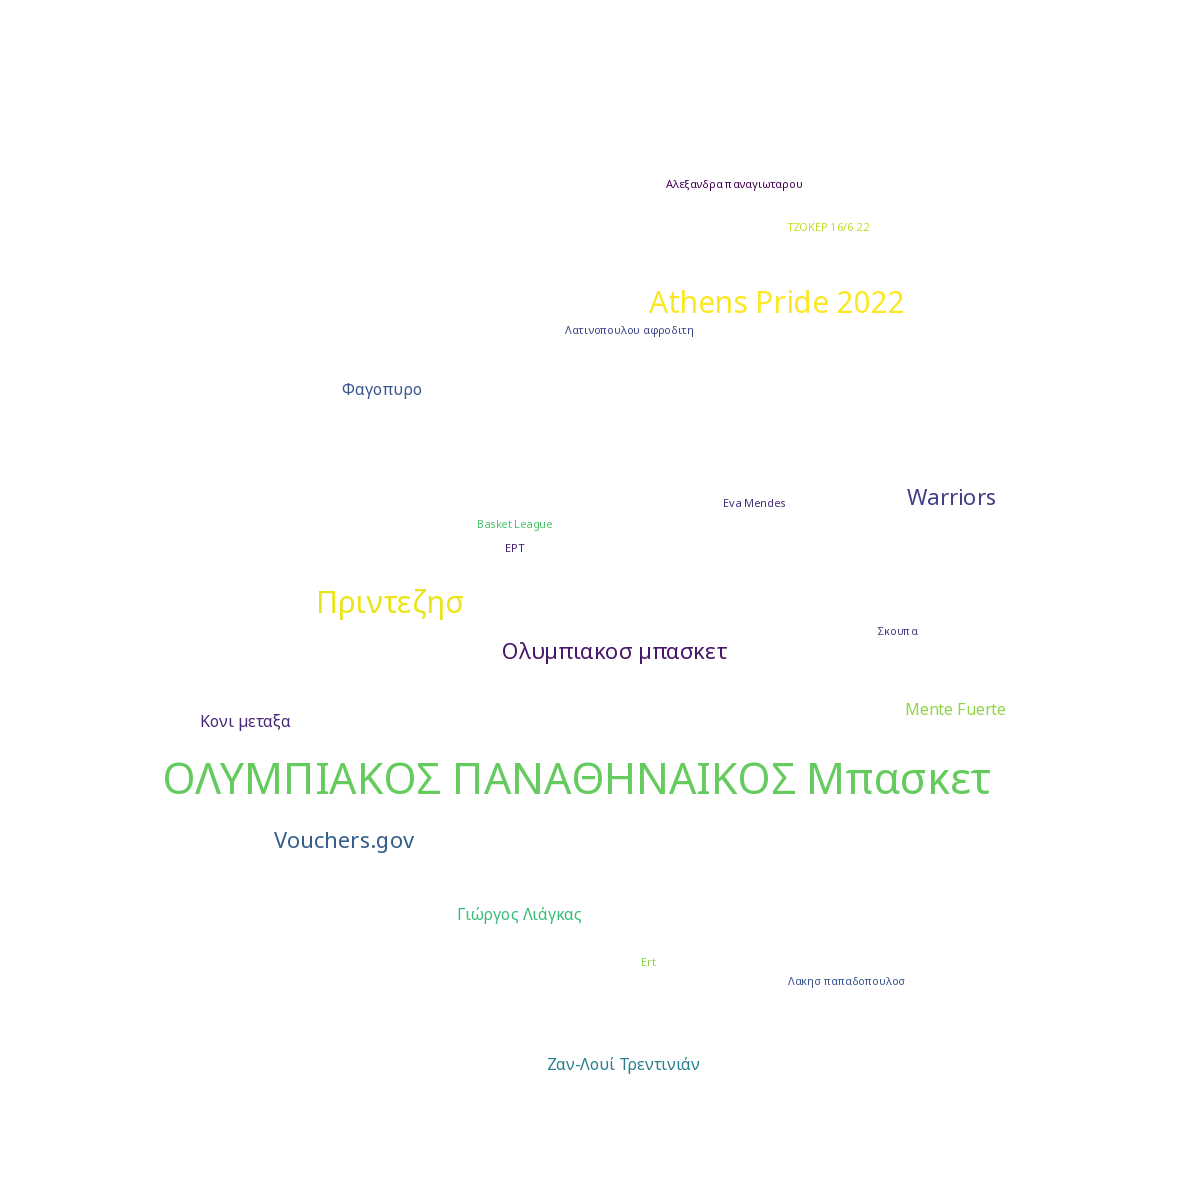 Αλεξανδρα παναγιωταρου
ΤΖΟΚΕΡ 16/6 22
Athens Pride 2022
Λατινοπουλου αφροδιτη
Φαγοπυρο
Warriors
Eva Mendes
Basket League
ΕΡΤ
Πριντεζησ
Σκουπα
Ολυμπιακοσ μπασκετ
Mente Fuerte
Κονι μεταξα
ΟΛΥΜΠΙΑΚΟΣ ΠΑΝΑΘΗΝΑΙΚΟΣ Μπασκετ
Vouchers.gov
Γιώργος Λιάγκας
Ert
Λακησ παπαδοπουλοσ
Ζαν-Λουί Τρεντινιάν